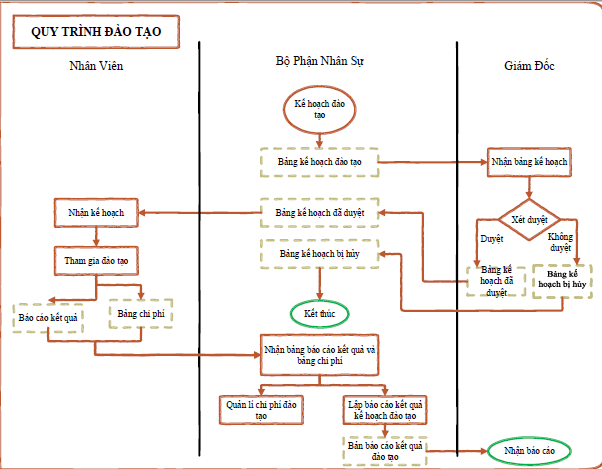 QUY TRÌNH ĐÀO TẠO
Nhân Viên
Bộ Phận Nhân Sự
Giám Đốc
Kế hoạch đào
tạo
Bảng kế hoạch đào tạo
Nhận bảng kế hoạch
Nhận kế hoạch
Bảng kế hoạch đã duyệt
Xét duyệt
Duyệt
Không
duyệt
Tham gia đào tạo
Bảng kế hoạch bị hủy
Bảng kế
hoạch đã
duyệt
Bảng kế
hoạch bị hủy
Báo cáo kết quả
Bảng chi phí
Kết thúc
Nhận bảng báo cáo kết quả và
bảng chi phí
Quản lí chi phí đào
tạo
Lập báo cáo kết quả
kế hoạch đào tạo
Bản báo cáo kết quả
đào tạo
Nhận báo cáo